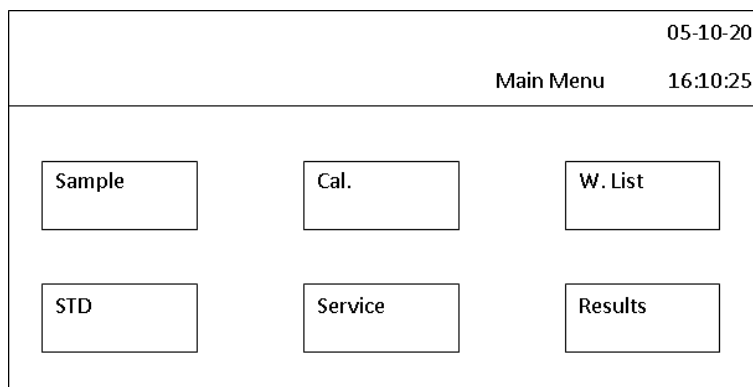 05-10-20
Main Menu 16:10:25
Sample Cal. W. List
STD Service Results